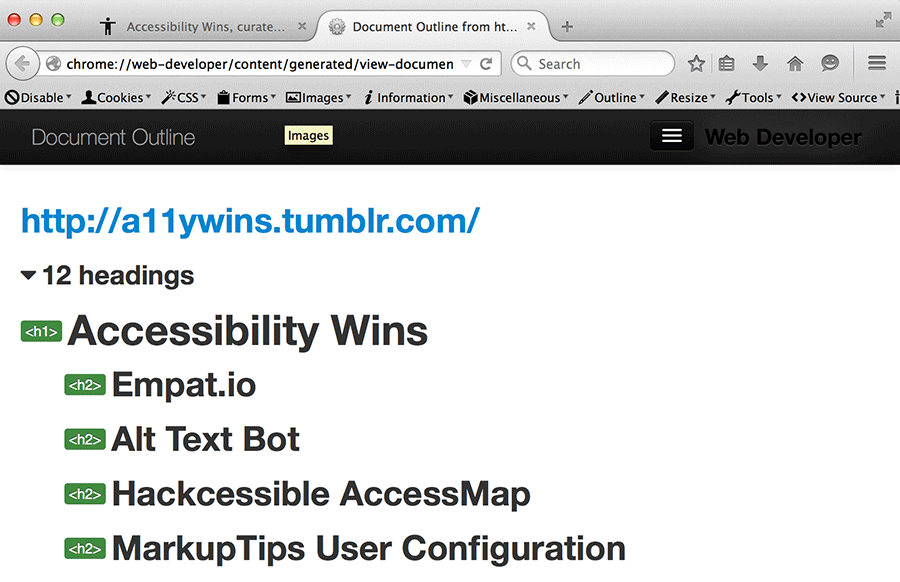 Accessibility Wins, curate... Document Outline from ht...
chrome://web-developer/content/generated/view-documen Search
Disable Cookies CSS Forms Images Information Miscellaneous Outline Resize Tools View Source
Document Outline Images Web Developer
http://a11ywins.tumblr.com/
12 headings
<h1> Accessibility Wins
<h2> Empat.io
<h2> Alt Text Bot
<h2> Hackcessible AccessMap
<h2> MarkupTips User Configuration